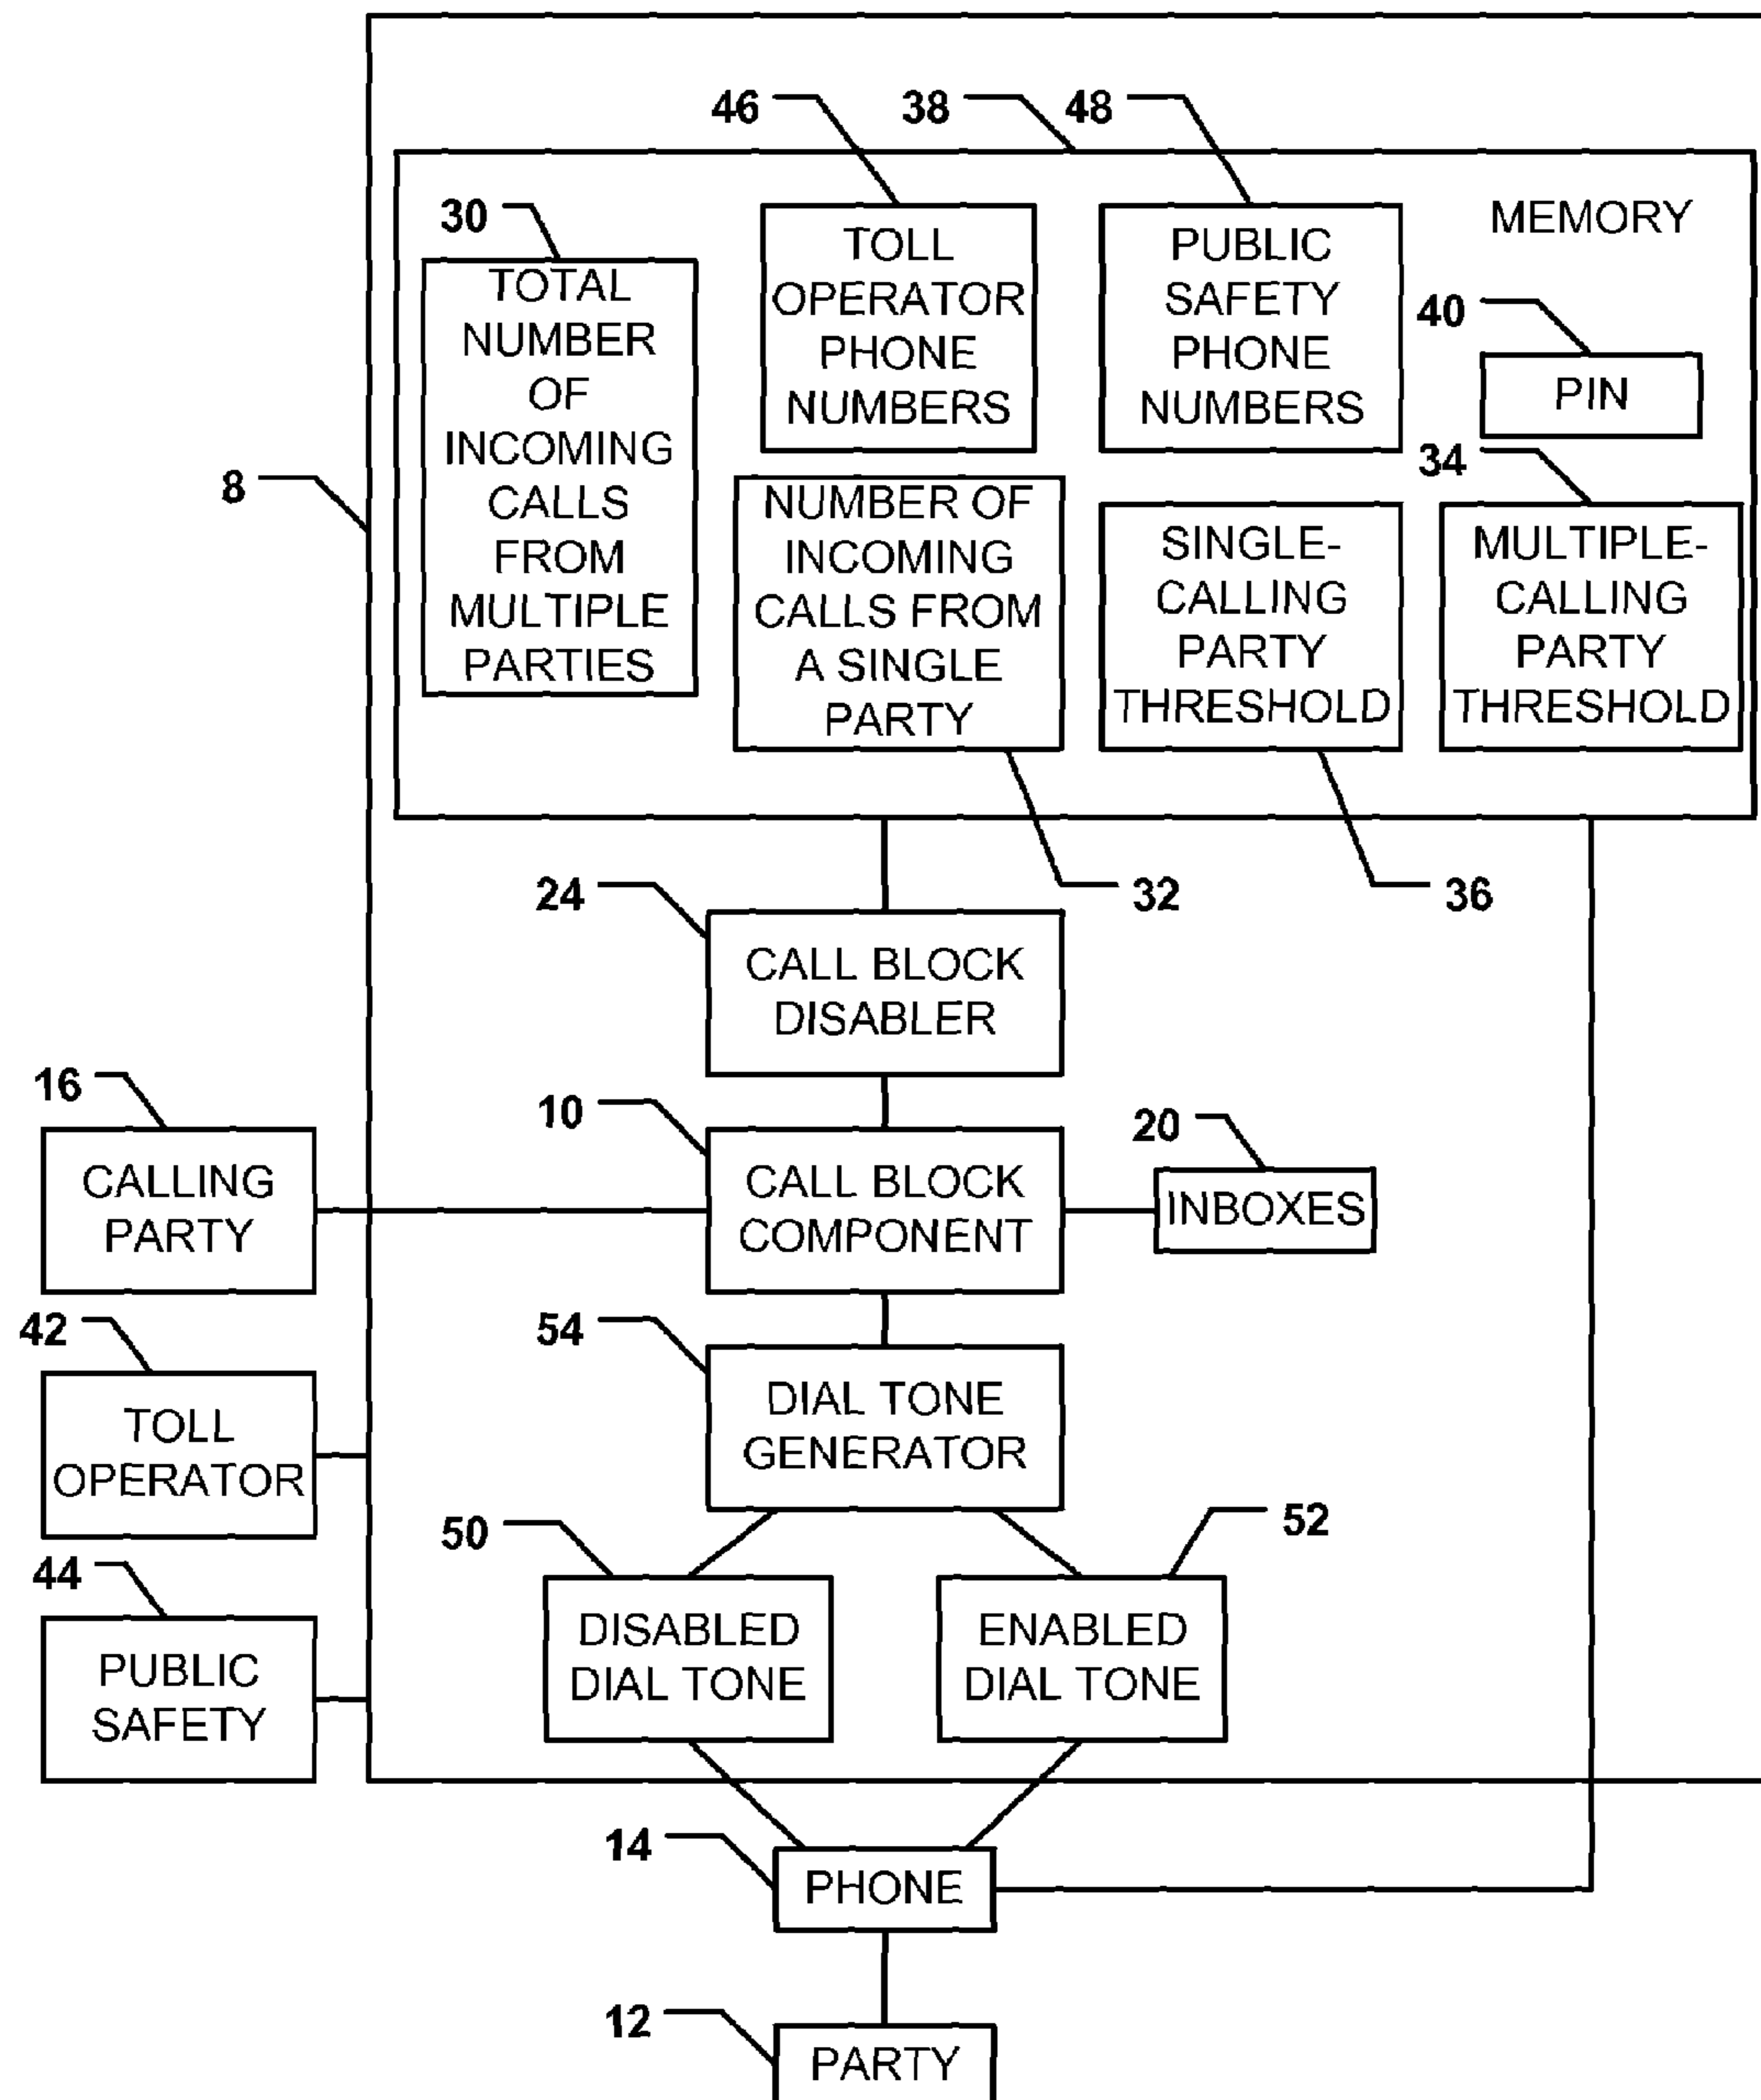 46
38
48
MEMORY
30
TOTAL
NUMBER
OF
INCOMING
CALLS
FROM
MULTIPLE
PARTIES
TOLL
OPERATOR
PHONE
NUMBERS
PUBLIC
SAFETY
PHONE
NUMBERS
40
PIN
8
NUMBER OF
INCOMING
CALLS FROM
A SINGLE
PARTY
SINGLE-
CALLING
PARTY
THRESHOLD
34
MULTIPLE-
CALLING
PARTY
THRESHOLD
32
36
24
CALL BLOCK
DISABLER
16
CALLING
PARTY
10
CALL BLOCK
COMPONENT
20
INBOXES
42
TOLL
OPERATOR
54
DIAL TONE
GENERATOR
44
PUBLIC
SAFETY
50
DISABLED
DIAL TONE
52
ENABLED
DIAL TONE
14
PHONE
12
PARTY